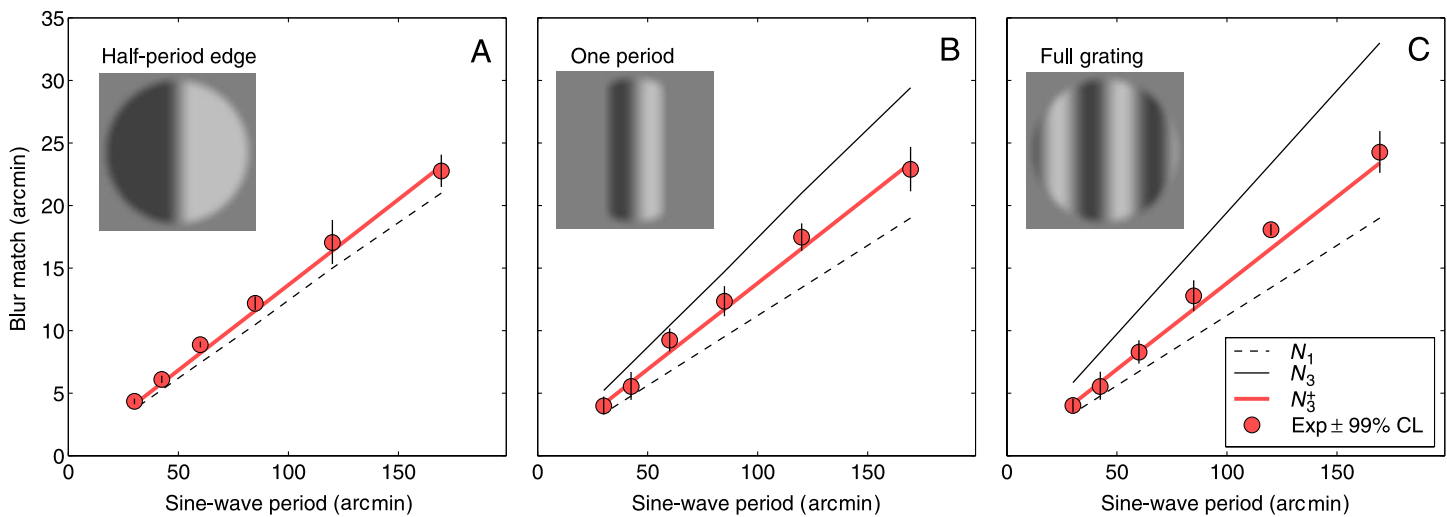 Blur match (arcmin)
35
30
25
20
15
10
5
0
Half-period edge
A
0 50 100 150
Sine-wave period (arcmin)
One period
B
0 50 100 150
Sine-wave period (arcmin)
Full grating
C
N₁
N₃
N₃⁺
Exp ± 99% CL
0 50 100 150
Sine-wave period (arcmin)